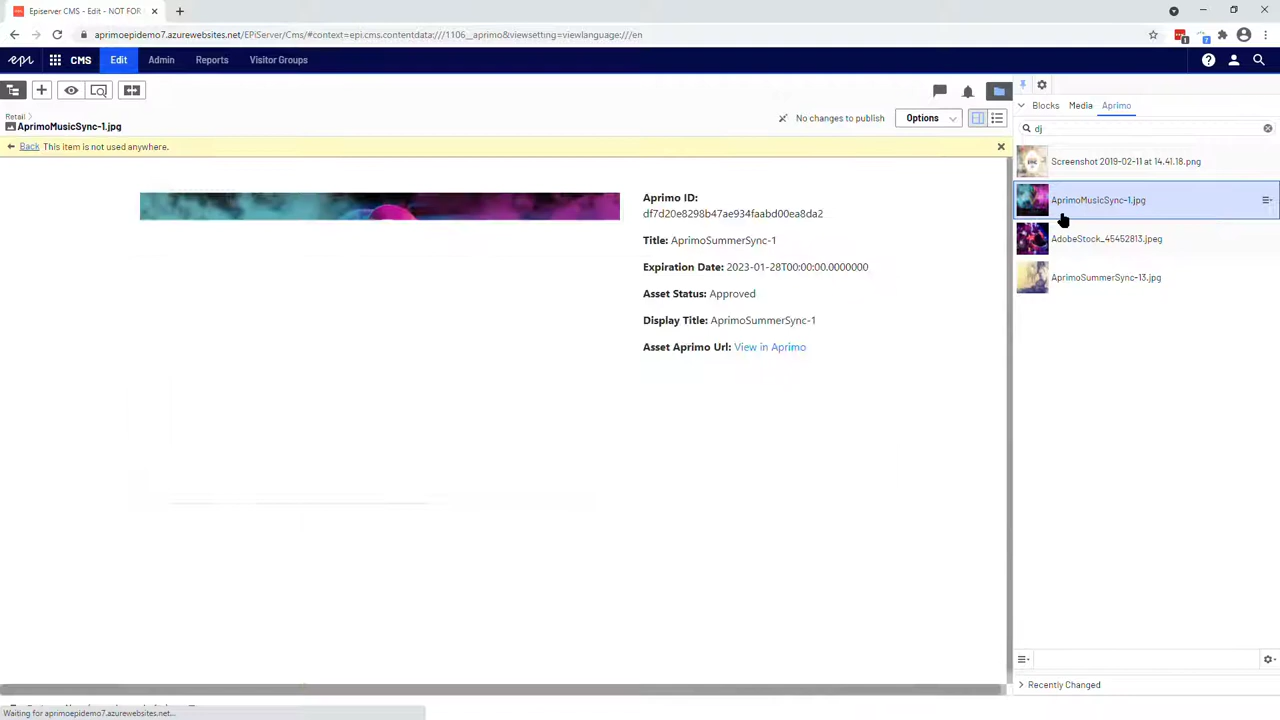 Episerver CMS - Edit - NOT FOR
aprimoepidemo7.azurewebsites.net/EPiServer/Cms/#context=epi.cms.contentdata:///1106__aprimo&viewsetting=viewlanguage:///en
epi CMS Edit Admin Reports Visitor Groups
Retail
AprimoMusicSync-1.jpg
No changes to publish
Options
Blocks Media Aprimo
dj
Back This item is not used anywhere.
Screenshot 2019-02-11 at 14.41.18.png
AprimoMusicSync-1.jpg
AdobeStock_45452813.jpeg
AprimoSummerSync-13.jpg
Aprimo ID:
df7d20e8298b47ae934faabd00ea8da2
Title: AprimoSummerSync-1
Expiration Date: 2023-01-28T00:00:00.0000000
Asset Status: Approved
Display Title: AprimoSummerSync-1
Asset Aprimo Url: View in Aprimo
Recently Changed
Waiting for aprimoepidemo7.azurewebsites.net...